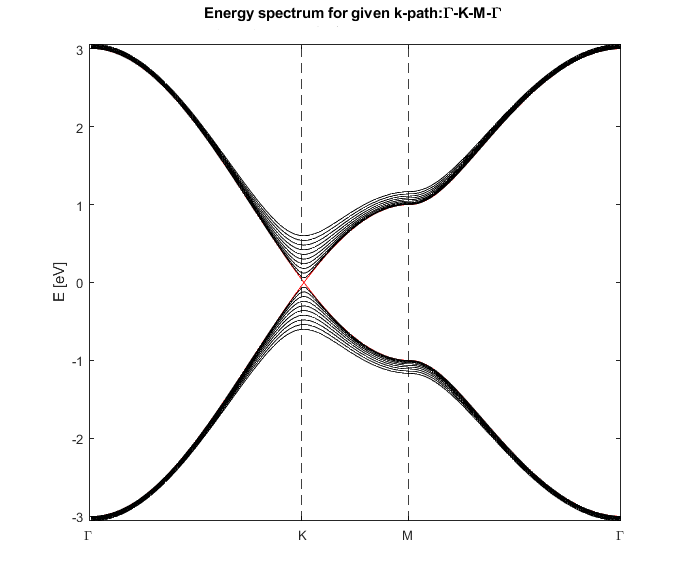 Energy spectrum for given k-path:Γ-K-M-Γ
3
2
1
0
-1
-2
-3
E [eV]
Γ K M Γ